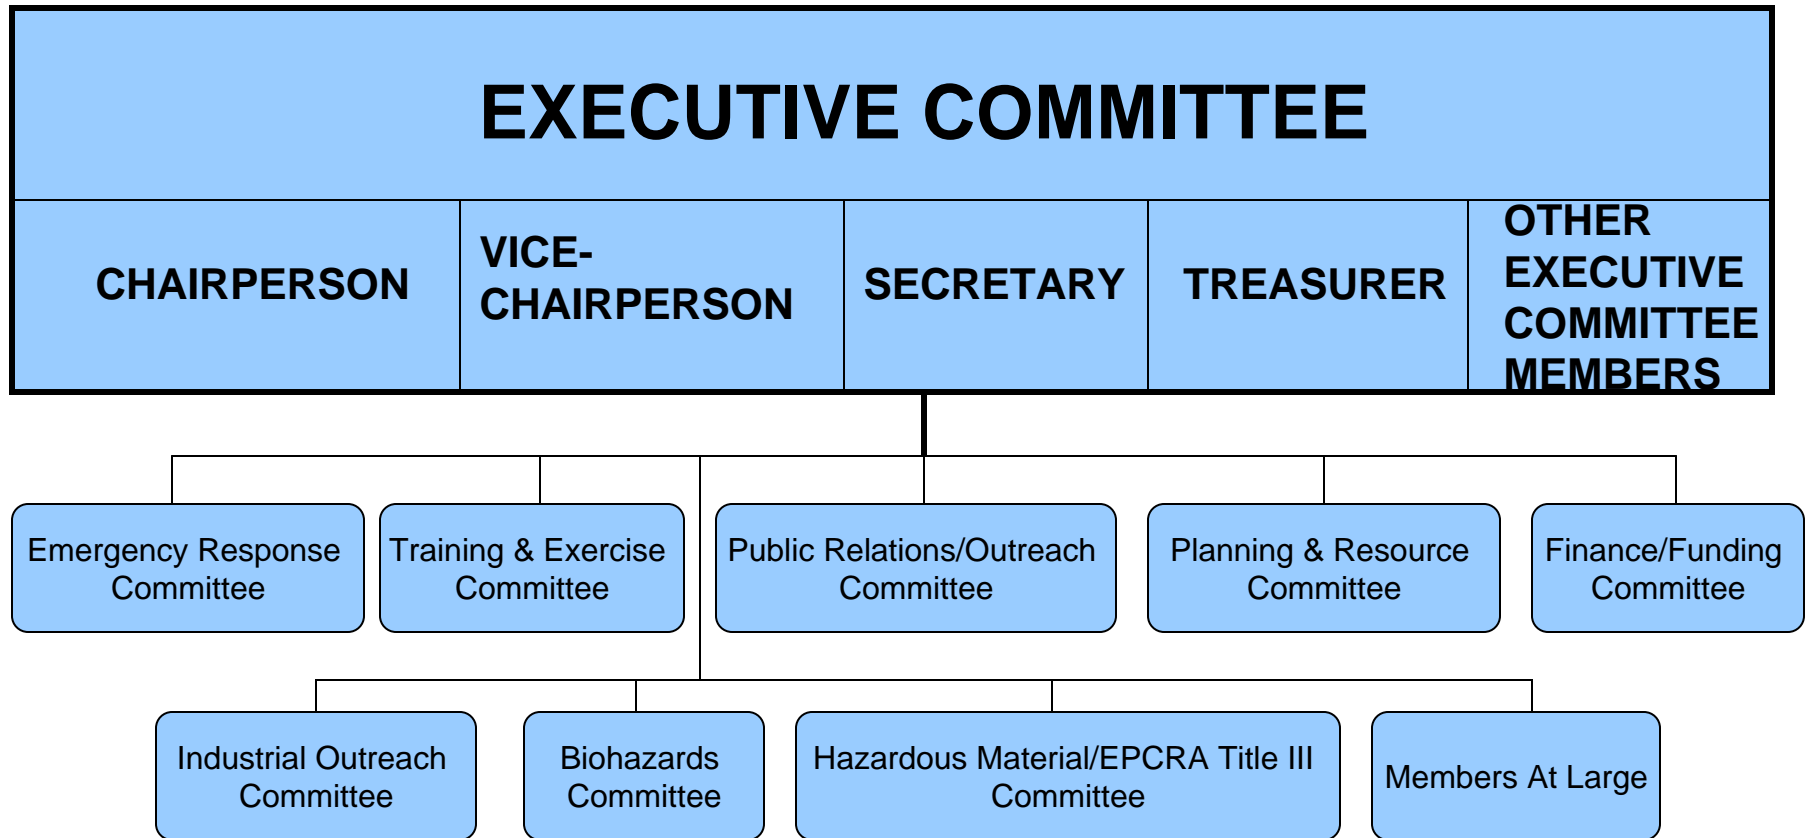 EXECUTIVE COMMITTEE
CHAIRPERSON
VICE-
CHAIRPERSON
SECRETARY
TREASURER
OTHER
EXECUTIVE
COMMITTEE
MEMBERS
Emergency Response
Committee
Training & Exercise
Committee
Public Relations/Outreach
Committee
Planning & Resource
Committee
Finance/Funding
Committee
Industrial Outreach
Committee
Biohazards
Committee
Hazardous Material/EPCRA Title III
Committee
Members At Large